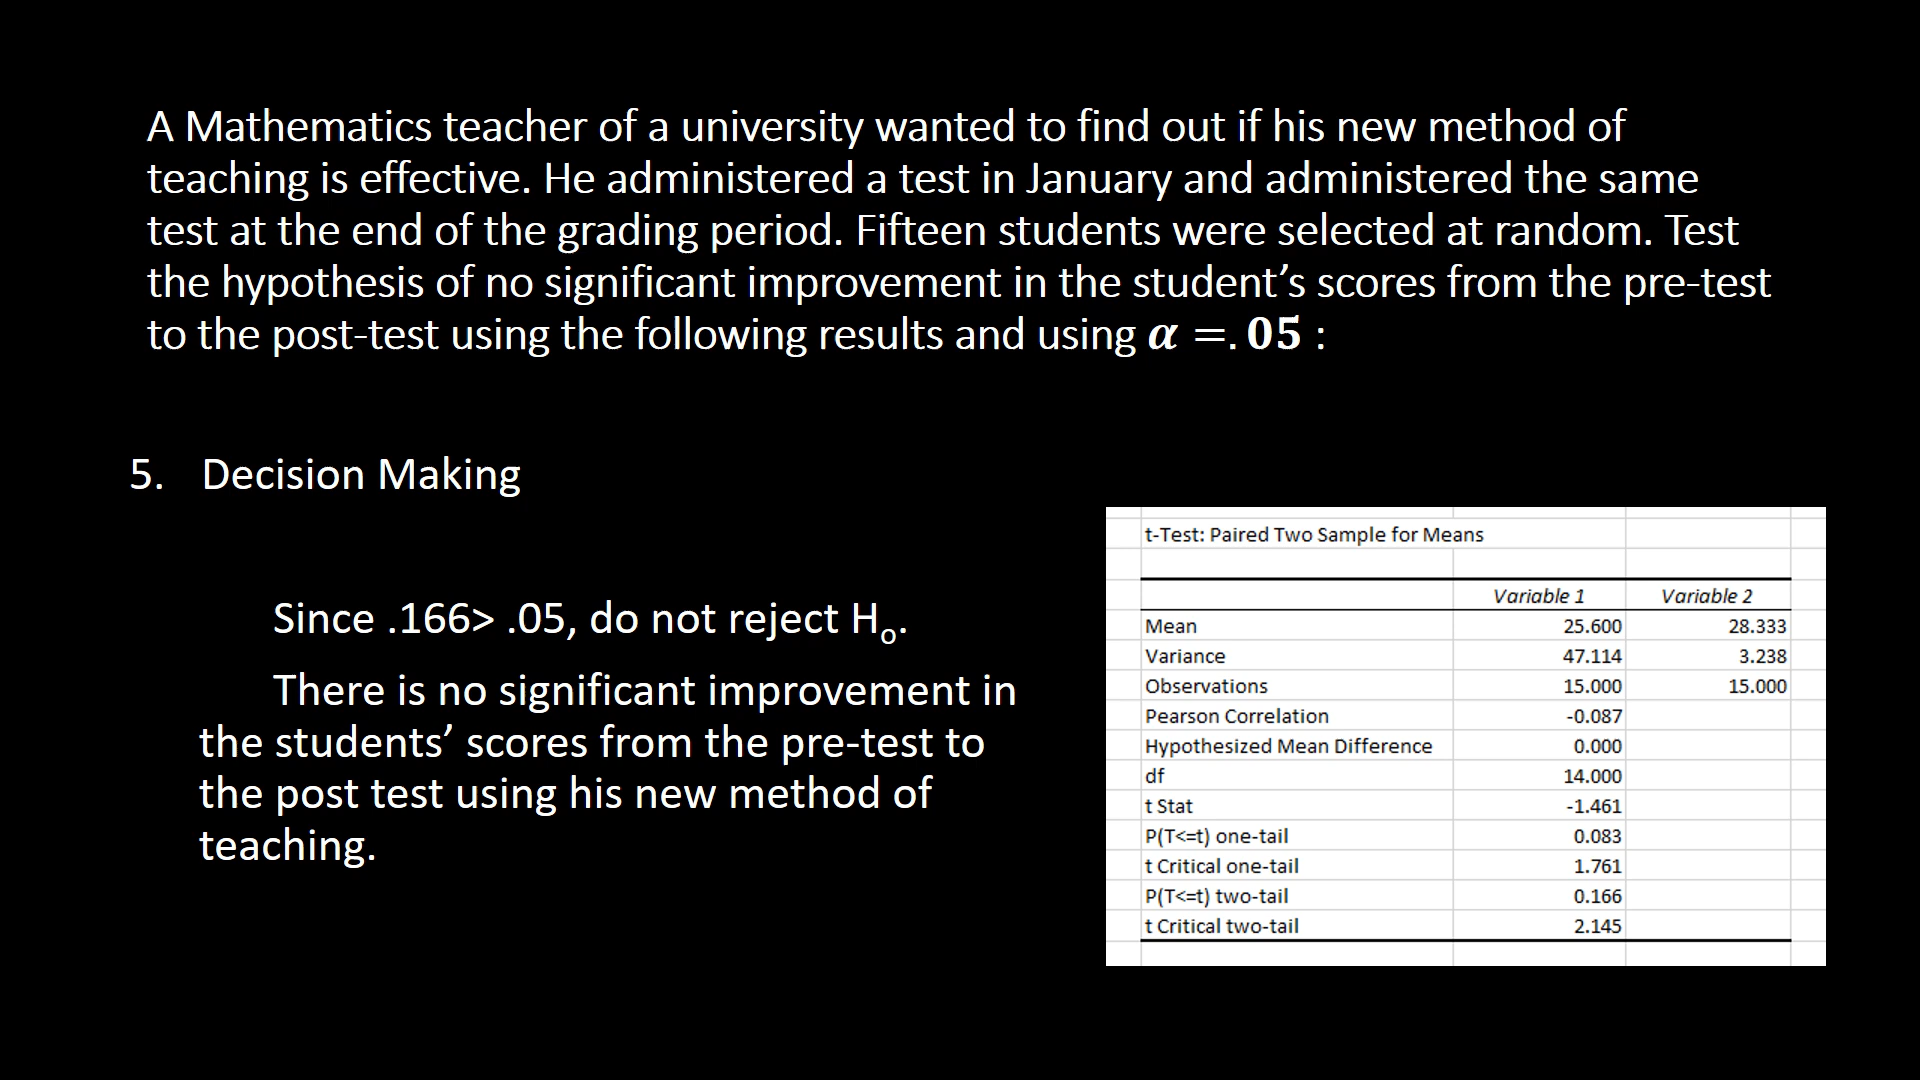 A Mathematics teacher of a university wanted to find out if his new method of
teaching is effective. He administered a test in January and administered the same
test at the end of the grading period. Fifteen students were selected at random. Test
the hypothesis of no significant improvement in the student’s scores from the pre-test
to the post-test using the following results and using α =. 05 :
5. Decision Making
Since .166> .05, do not reject Hₒ.
There is no significant improvement in
the students’ scores from the pre-test to
the post test using his new method of
teaching.
t-Test: Paired Two Sample for Means
Variable 1 Variable 2
Mean 25.600 28.333
Variance 47.114 3.238
Observations 15.000 15.000
Pearson Correlation -0.087
Hypothesized Mean Difference 0.000
df 14.000
t Stat -1.461
P(T<=t) one-tail 0.083
t Critical one-tail 1.761
P(T<=t) two-tail 0.166
t Critical two-tail 2.145